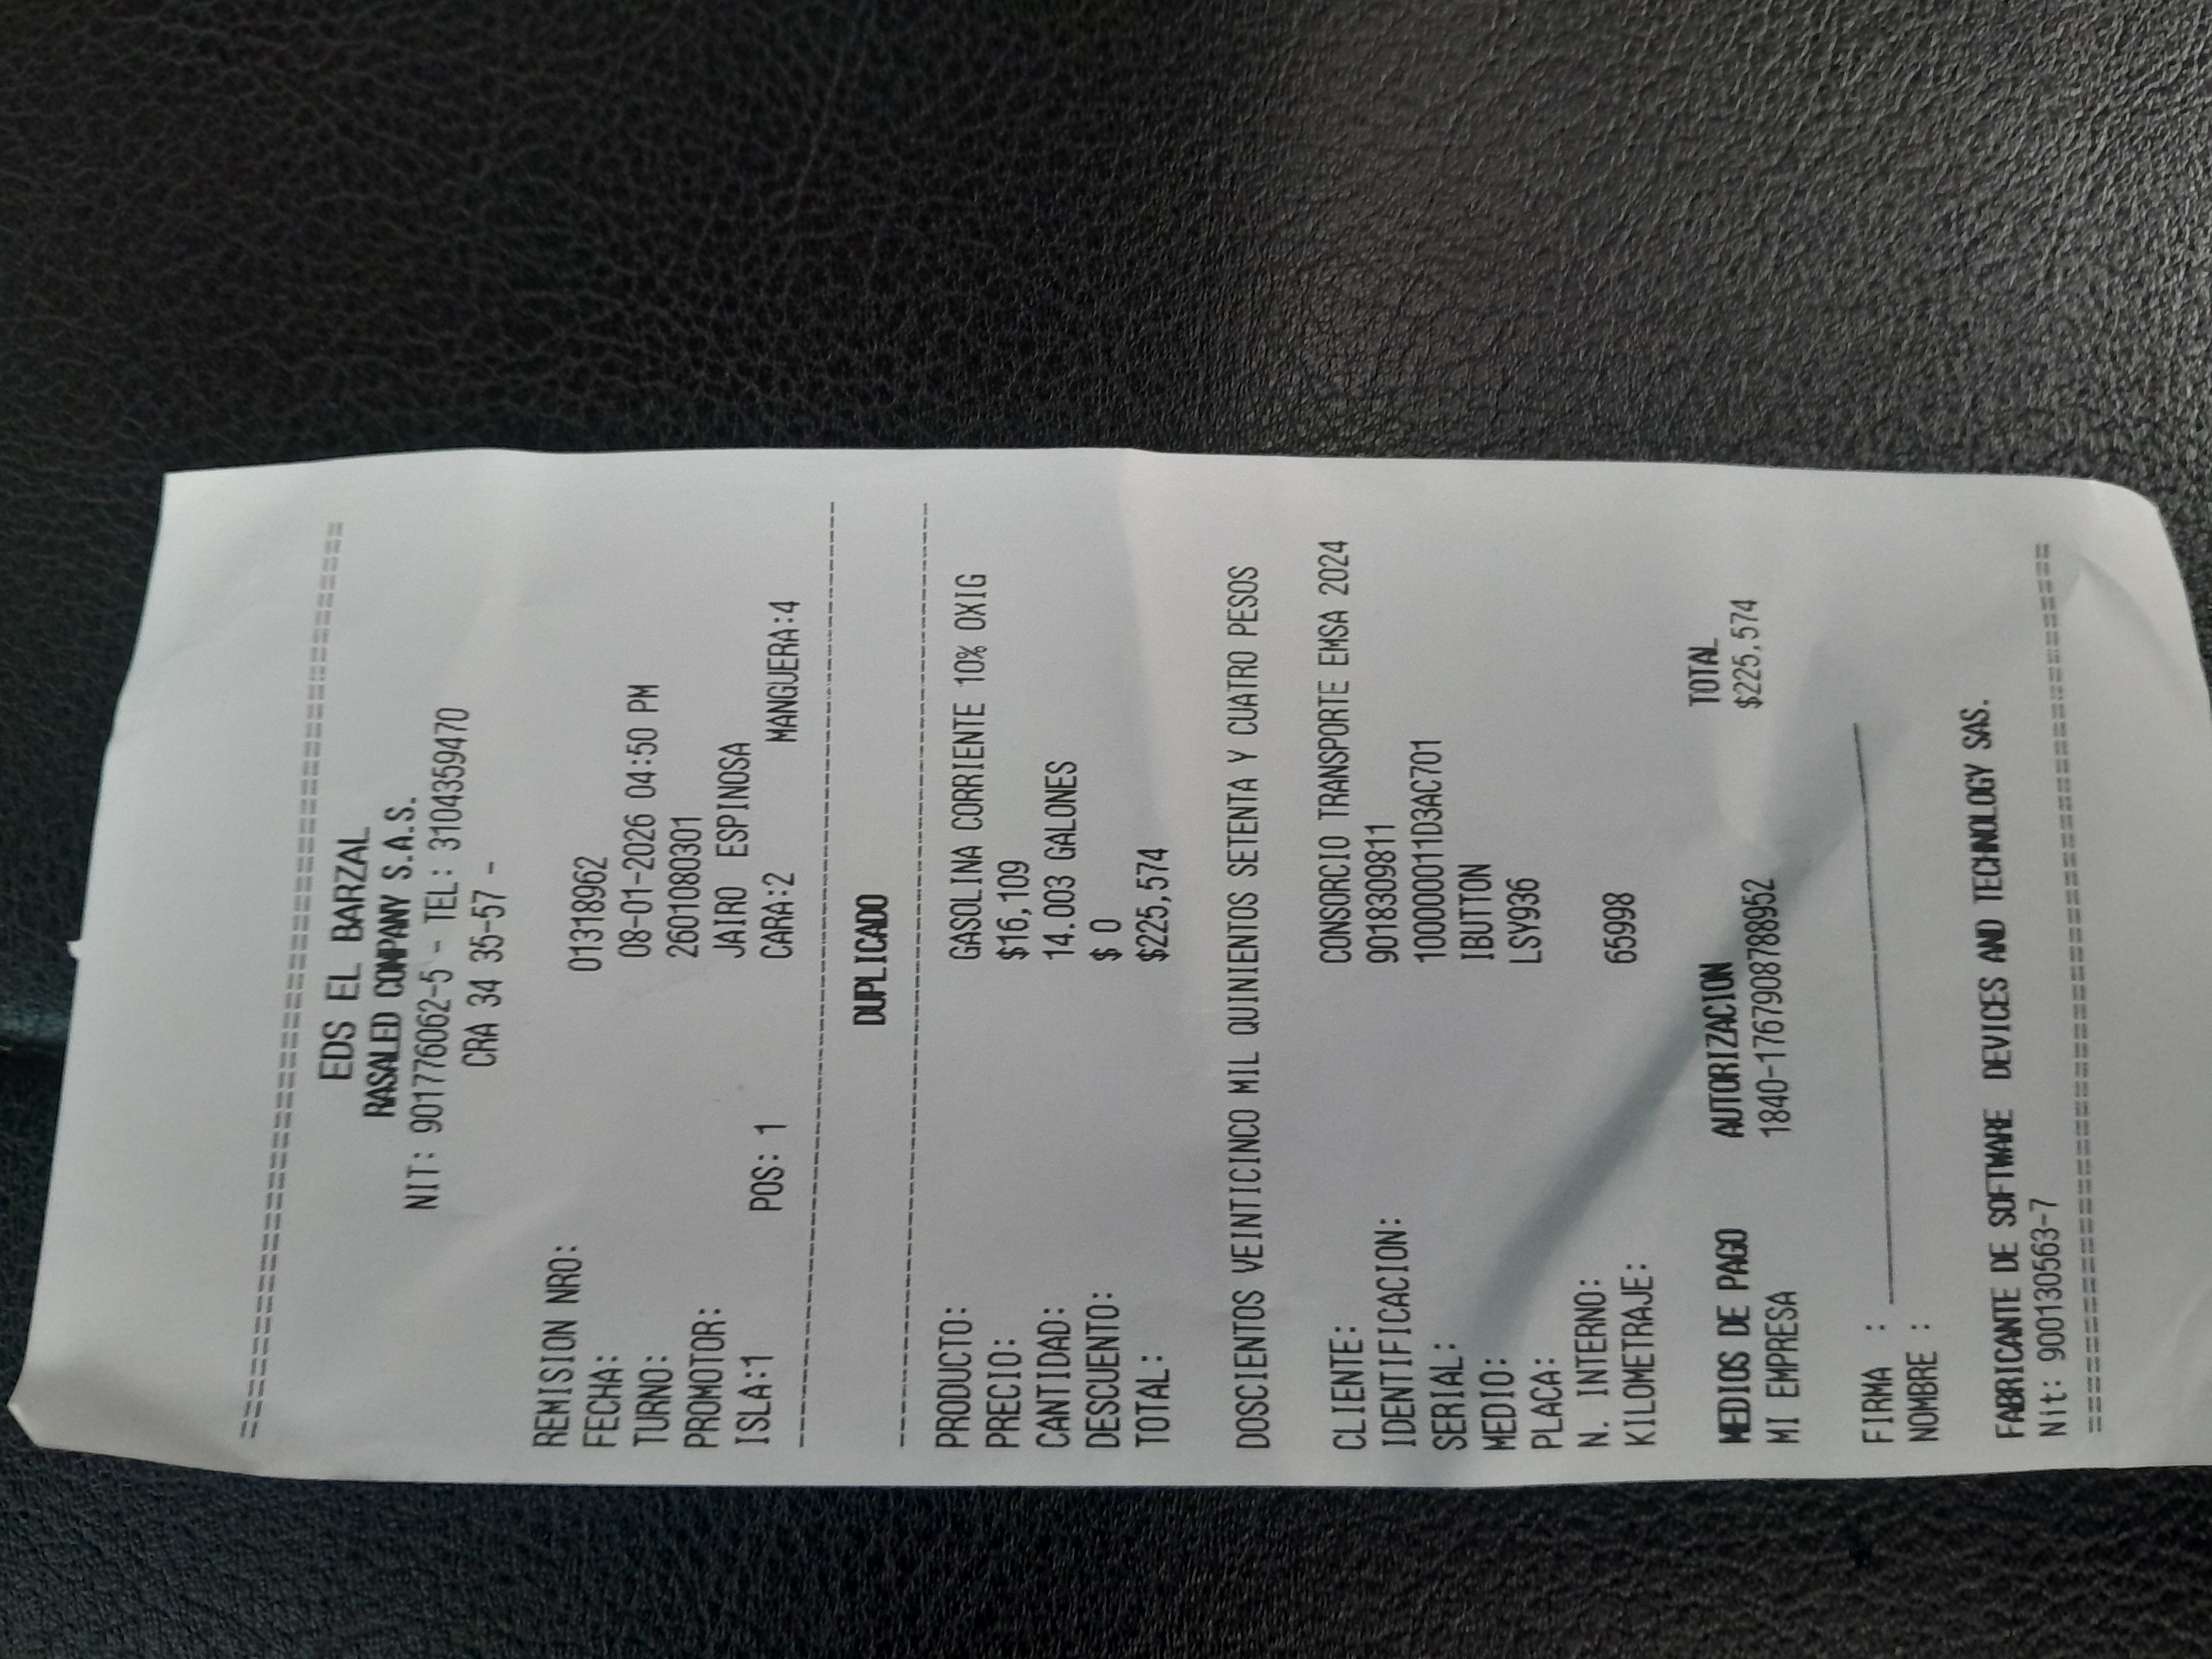 ================================================
EDS EL BARZAL
RASALED COMPANY S.A.S.
NIT: 901776062-5 - TEL: 3104359470
CRA 34 35-57 -
REMISION NRO: 01318962
FECHA: 08-01-2026 04:50 PM
TURNO: 2601080301
PROMOTOR: JAIRO ESPINOSA
ISLA:1 POS: 1 CARA:2 MANGUERA:4
------------------------------------------------
DUPLICADO
------------------------------------------------
PRODUCTO: GASOLINA CORRIENTE 10% OXIG
PRECIO: $16,109
CANTIDAD: 14.003 GALONES
DESCUENTO: $ 0
TOTAL: $225,574
DOSCIENTOS VEINTICINCO MIL QUINIENTOS SETENTA Y CUATRO PESOS
CLIENTE: CONSORCIO TRANSPORTE EMSA 2024
IDENTIFICACION: 9018309811
SERIAL: 100000011D3AC701
MEDIO: IBUTTON
PLACA: LSY936
N. INTERNO:
KILOMETRAJE: 65998
MEDIOS DE PAGO AUTORIZACION TOTAL
MI EMPRESA 1840-1767908788952 $225,574
FIRMA : ______________________________
NOMBRE :
FABRICANTE DE SOFTWARE DEVICES AND TECHNOLOGY SAS.
Nit: 900130563-7
================================================